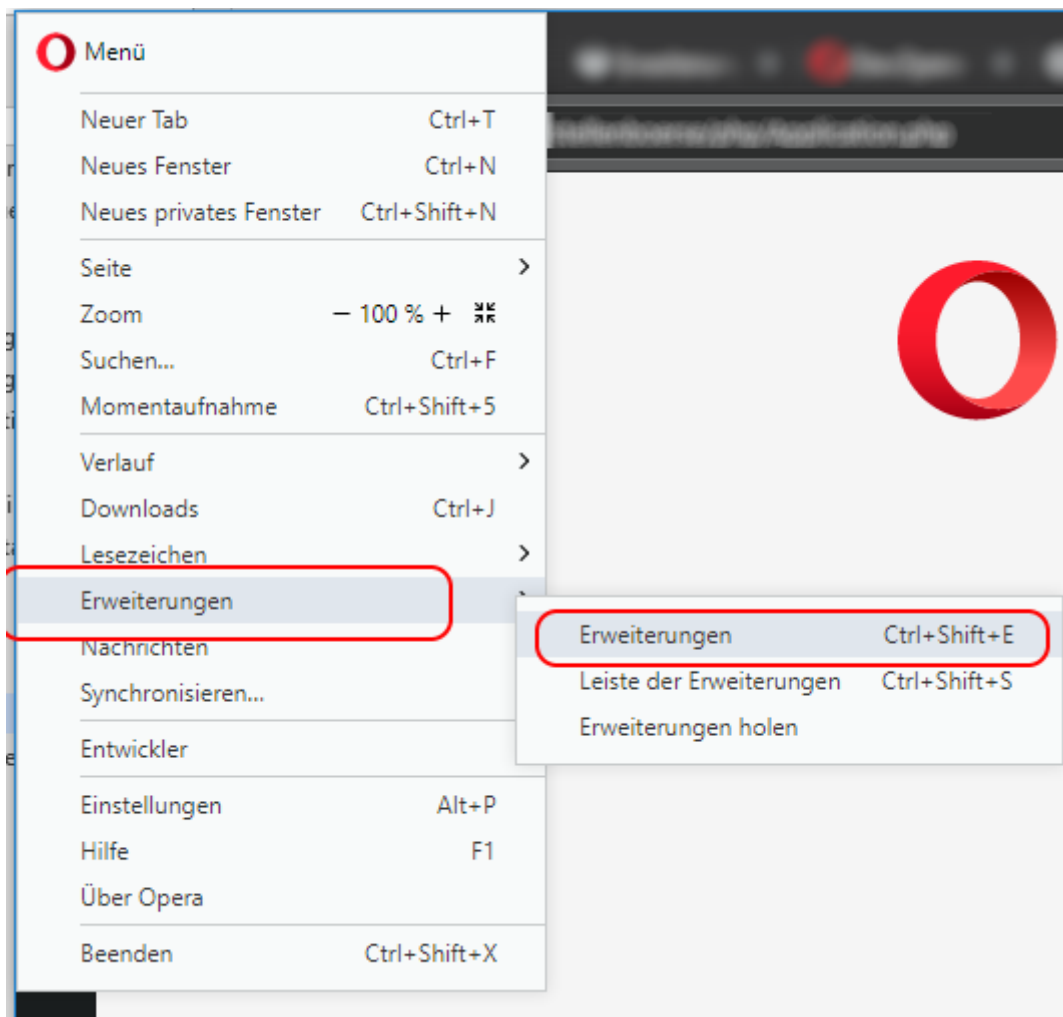 Menü
Neuer Tab Ctrl+T
Neues Fenster Ctrl+N
Neues privates Fenster Ctrl+Shift+N
Seite
Zoom − 100 % +
Suchen... Ctrl+F
Momentaufnahme Ctrl+Shift+5
Verlauf
Downloads Ctrl+J
Lesezeichen
Erweiterungen
Nachrichten
Synchronisieren...
Entwickler
Einstellungen Alt+P
Hilfe F1
Über Opera
Beenden Ctrl+Shift+X
Erweiterungen Ctrl+Shift+E
Leiste der Erweiterungen Ctrl+Shift+S
Erweiterungen holen